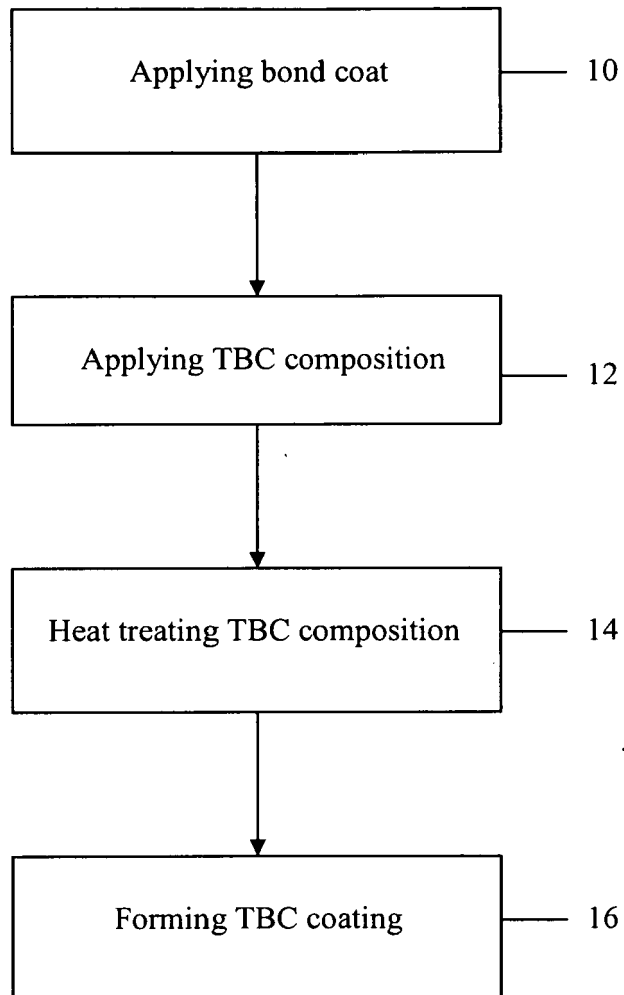 Applying bond coat
10
Applying TBC composition
12
Heat treating TBC composition
14
Forming TBC coating
16